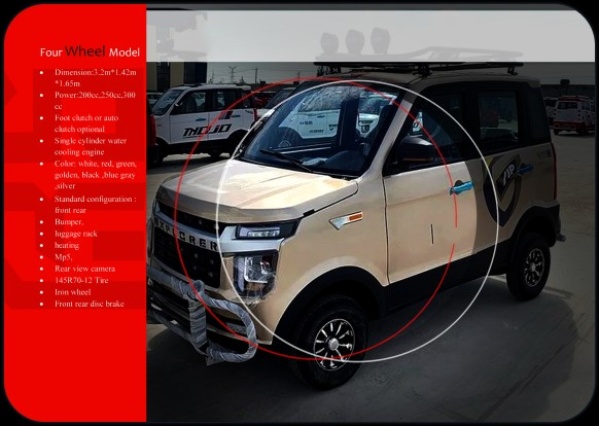 Four Wheel Model
Dimension:3.2m*1.42m
*1.65m
Power:200cc,250cc,300
cc
Foot clutch or auto
clutch optional
Single cylinder water
cooling engine
Color: white, red, green,
golden, black ,blue gray
,silver
Standard configuration :
front rear
Bumper.
luggage rack
heating
Mp5,
Rear view camera
145R70-12 Tire
Iron wheel
Front rear disc brake